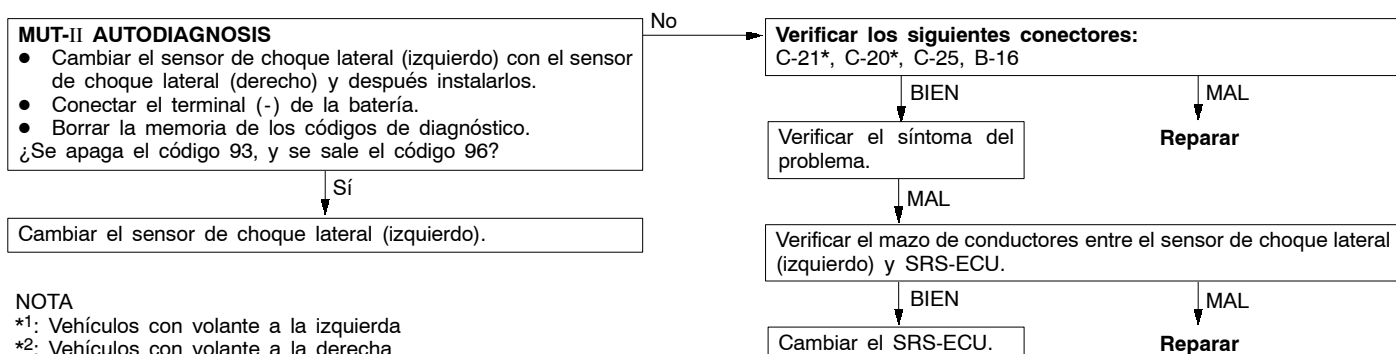 MUT-II AUTODIAGNOSIS
● Cambiar el sensor de choque lateral (izquierdo) con el sensor
de choque lateral (derecho) y después instalarlos.
● Conectar el terminal (-) de la batería.
● Borrar la memoria de los códigos de diagnóstico.
¿Se apaga el código 93, y se sale el código 96?
No
Sí
Cambiar el sensor de choque lateral (izquierdo).
Verificar los siguientes conectores:
C-21*, C-20*, C-25, B-16
BIEN
MAL
Verificar el síntoma del
problema.
Reparar
MAL
Verificar el mazo de conductores entre el sensor de choque lateral
(izquierdo) y SRS-ECU.
BIEN
MAL
Cambiar el SRS-ECU.
Reparar
NOTA
*1: Vehículos con volante a la izquierda
*2: Vehículos con volante a la derecha